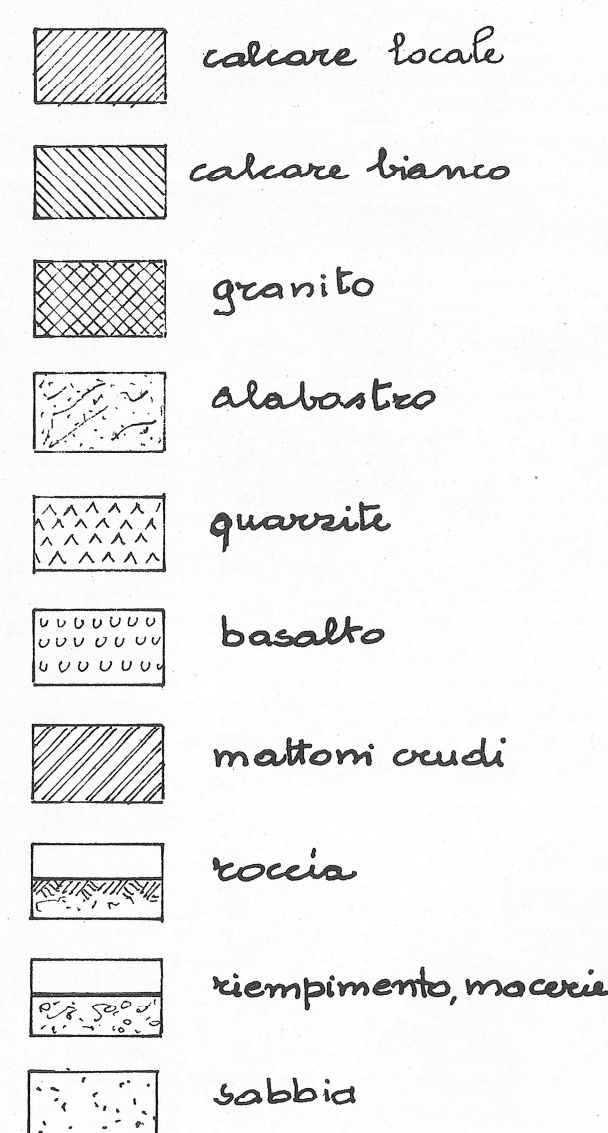 calcare locale
calcare bianco
granito
alabastro
quarzite
basalto
mattoni crudi
roccia
riempimento, macerie
sabbia